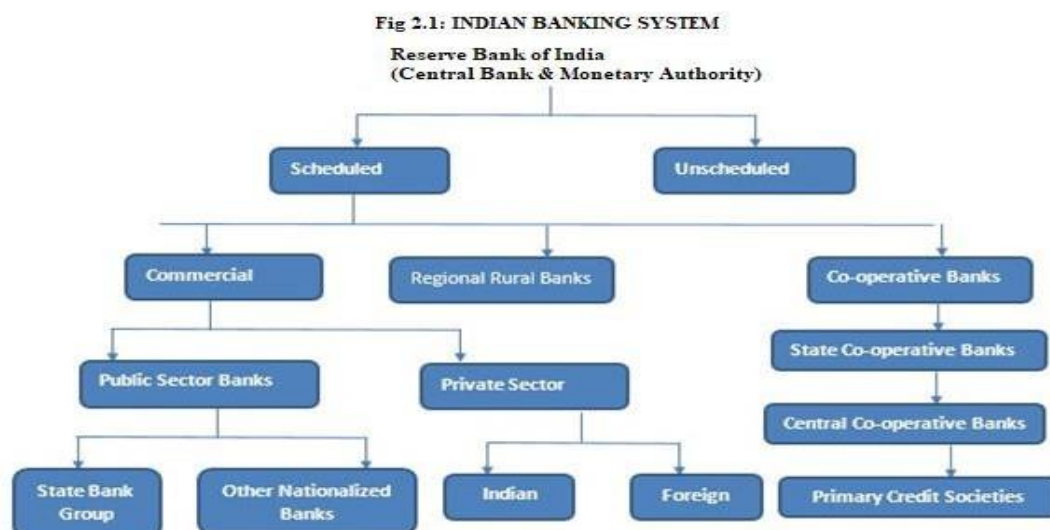 Fig 2.1: INDIAN BANKING SYSTEM
Reserve Bank of India
(Central Bank & Monetary Authority)
Scheduled
Unscheduled
Commercial
Regional Rural Banks
Co-operative Banks
State Co-operative Banks
Public Sector Banks
Private Sector
Central Co-operative Banks
State Bank
Group
Other Nationalized
Banks
Indian
Foreign
Primary Credit Societies